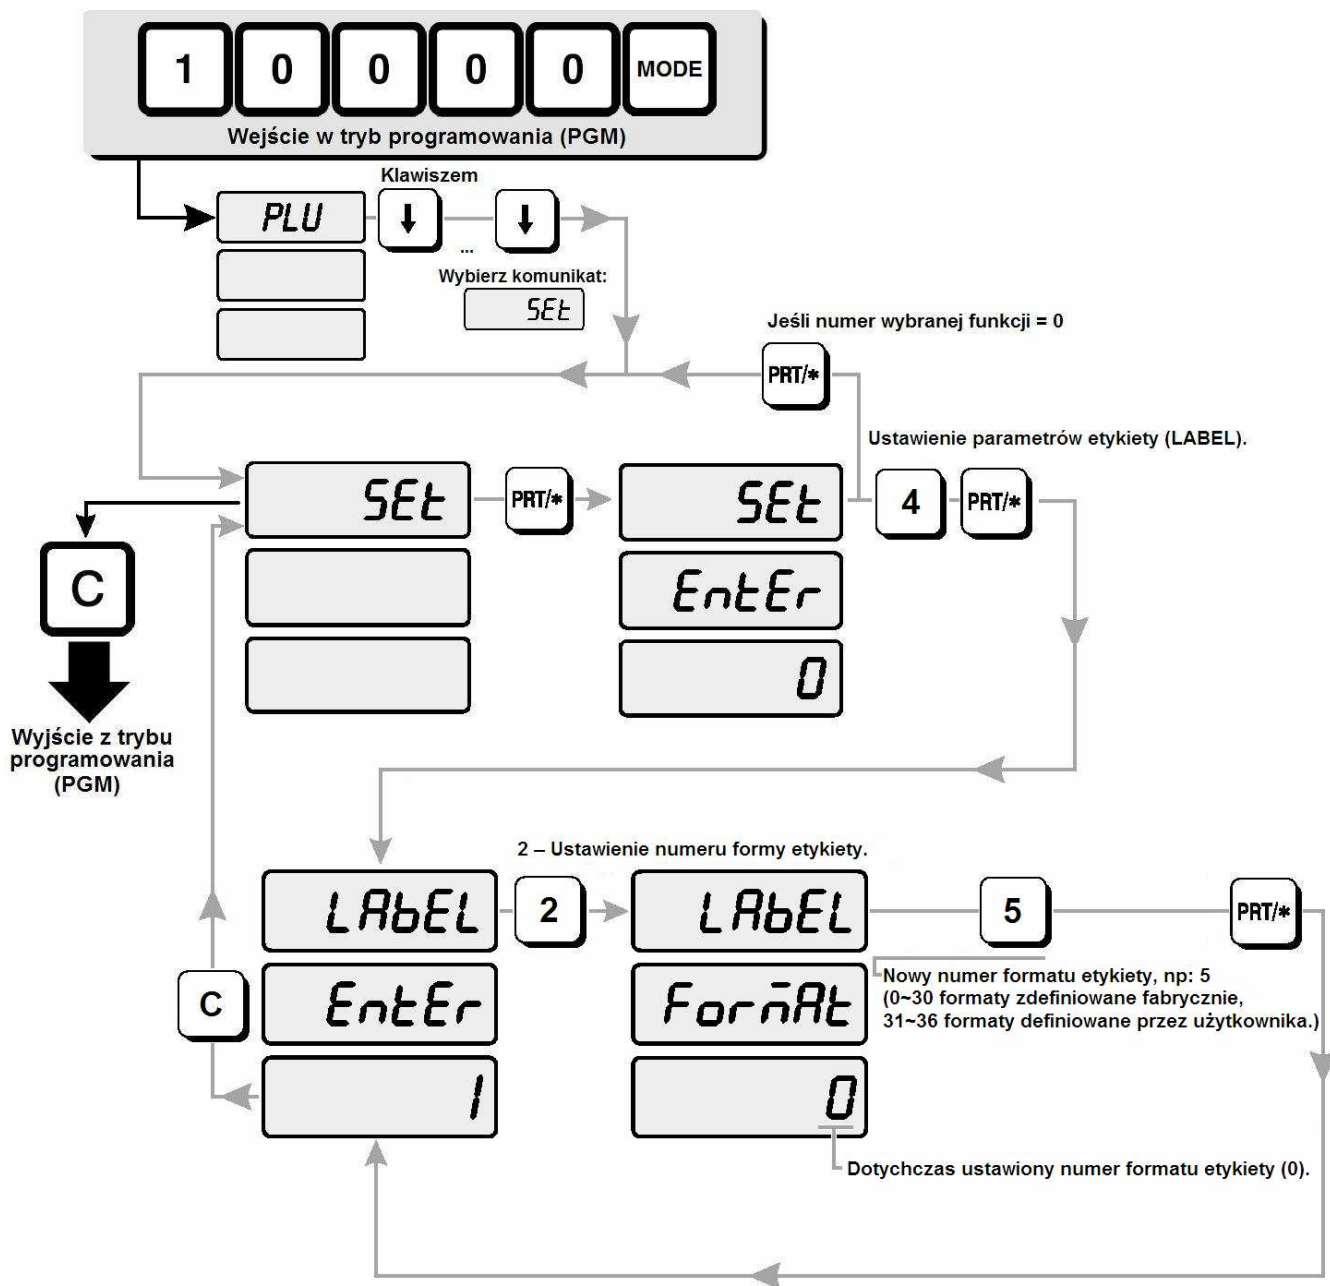 1 0 0 0 0 MODE
Wejście w tryb programowania (PGM)
Klawiszem
PLU
...
Wybierz komunikat:
SEt
Jeśli numer wybranej funkcji = 0
PRT/*
Ustawienie parametrów etykiety (LABEL).
SEt PRT/* SEt 4 PRT/*
C
EntEr
0
Wyjście z trybu
programowania
(PGM)
2 – Ustawienie numeru formy etykiety.
LAbEL 2 LAbEL 5 PRT/*
C
EntEr
FormAt
Nowy numer formatu etykiety, np: 5
(0~30 formaty zdefiniowane fabrycznie,
31~36 formaty definiowane przez użytkownika.)
1 0
Dotychczas ustawiony numer formatu etykiety (0).